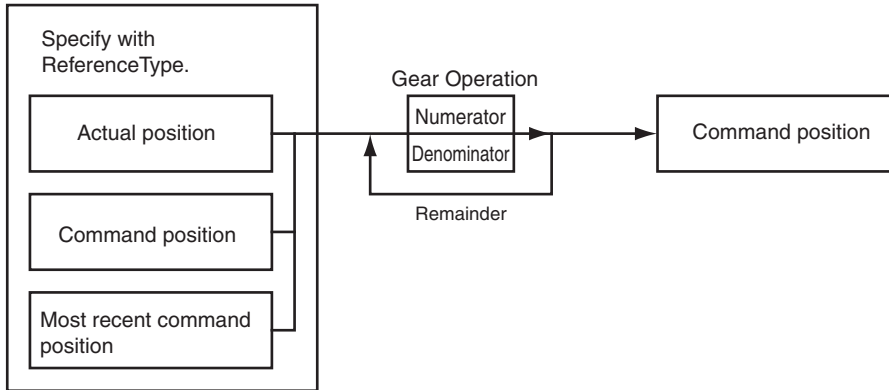 Specify with
ReferenceType.
Actual position
Command position
Most recent command
position
Gear Operation
Numerator
Denominator
Remainder
Command position